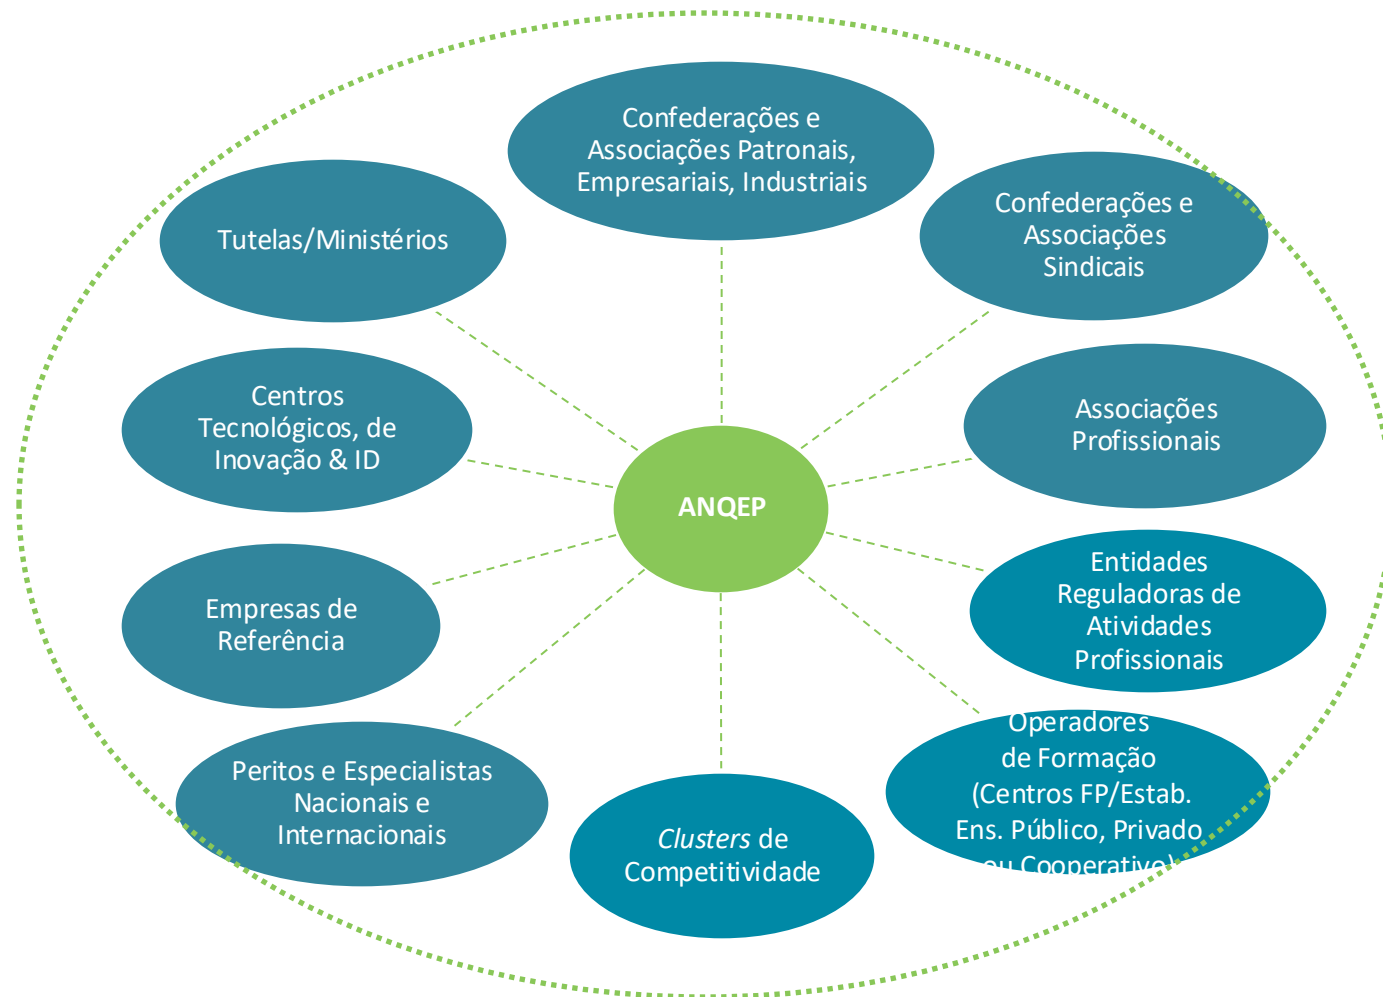 Confederações e
Associações Patronais,
Empresariais, Industriais
Confederações e
Associações
Sindicais
Tutelas/Ministérios
Centros
Tecnológicos, de
Inovação & ID
Associações
Profissionais
ANQEP
Entidades
Reguladoras de
Atividades
Profissionais
Empresas de
Referência
Operadores
de Formação
(Centros FP/Estab.
Ens. Público, Privado
ou Cooperativo)
Peritos e Especialistas
Nacionais e
Internacionais
Clusters de
Competitividade